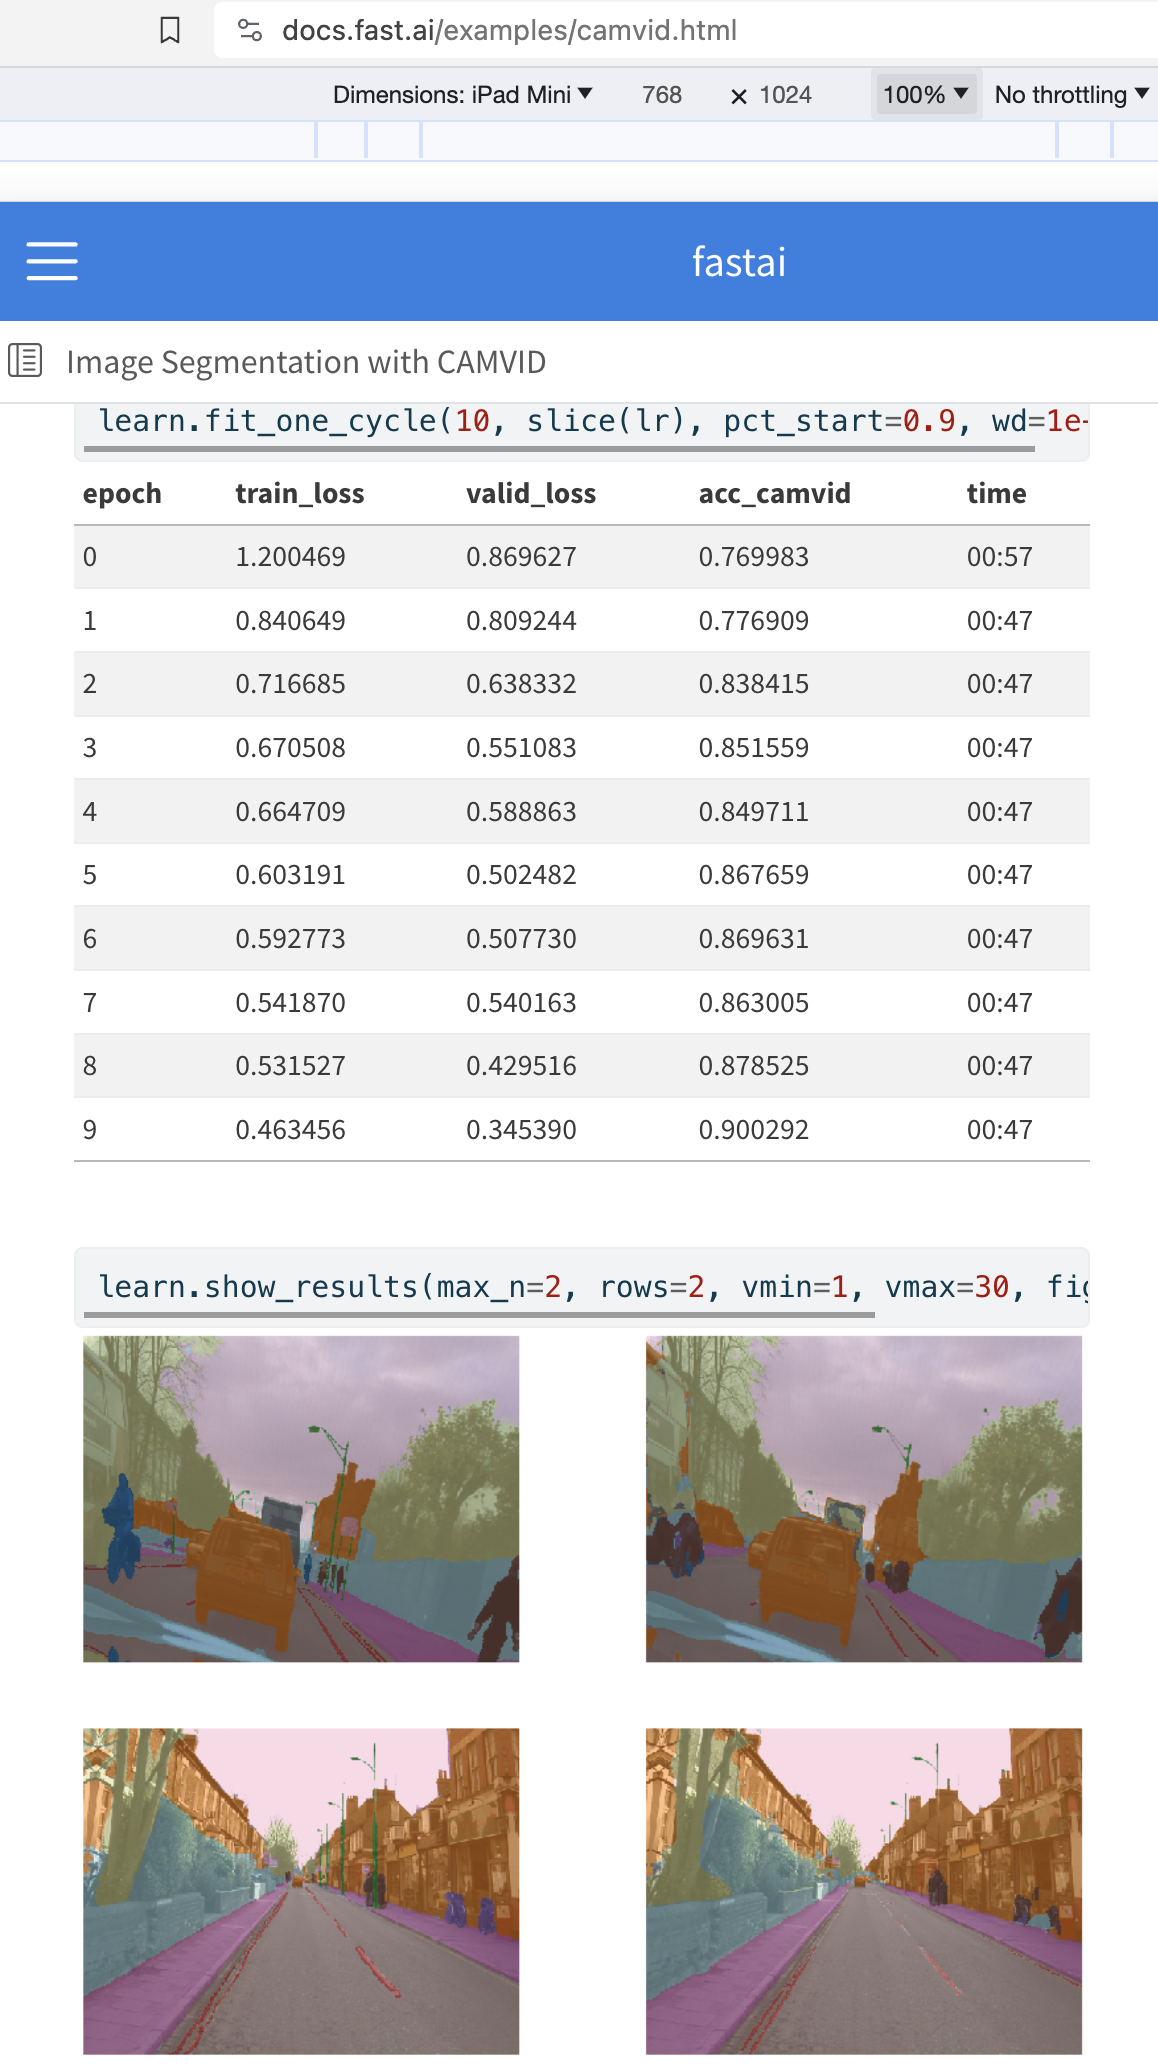 docs.fast.ai/examples/camvid.html
Dimensions: iPad Mini ▼ 768 × 1024 100% ▼ No throttling ▼
fastai
Image Segmentation with CAMVID
learn.fit_one_cycle(10, slice(lr), pct_start=0.9, wd=1e-
epoch train_loss valid_loss acc_camvid time
0 1.200469 0.869627 0.769983 00:57
1 0.840649 0.809244 0.776909 00:47
2 0.716685 0.638332 0.838415 00:47
3 0.670508 0.551083 0.851559 00:47
4 0.664709 0.588863 0.849711 00:47
5 0.603191 0.502482 0.867659 00:47
6 0.592773 0.507730 0.869631 00:47
7 0.541870 0.540163 0.863005 00:47
8 0.531527 0.429516 0.878525 00:47
9 0.463456 0.345390 0.900292 00:47
learn.show_results(max_n=2, rows=2, vmin=1, vmax=30, fig